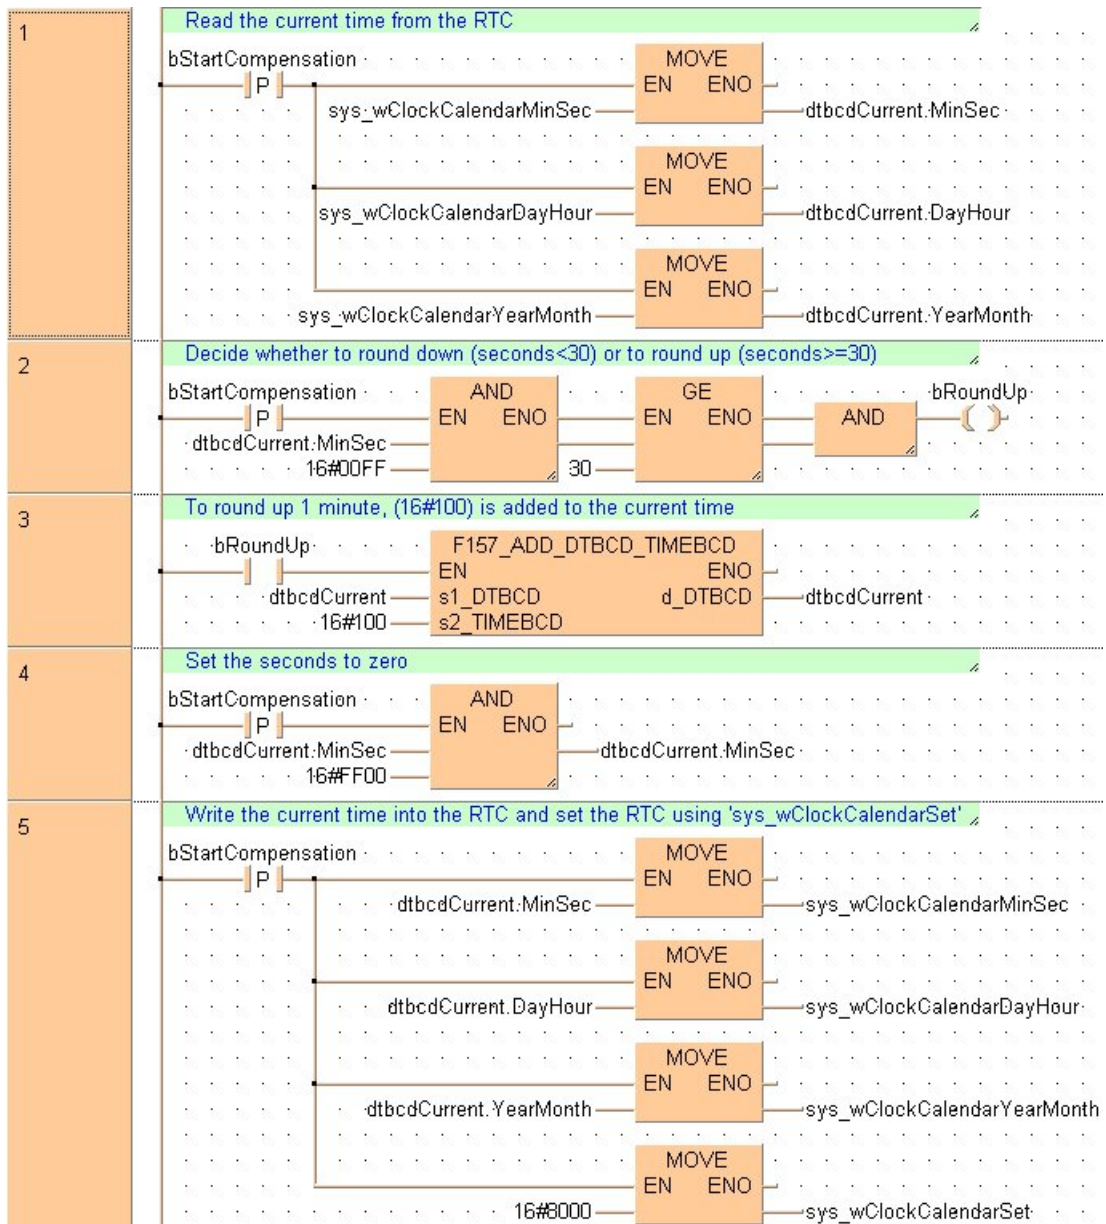 1
Read the current time from the RTC
bStartCompensation
MOVE
P
EN ENO
sys_wClockCalendarMinSec
dtbcdCurrent.MinSec
MOVE
EN ENO
sys_wClockCalendarDayHour
dtbcdCurrent.DayHour
MOVE
EN ENO
sys_wClockCalendarYearMonth
dtbcdCurrent.YearMonth
2
Decide whether to round down (seconds<30) or to round up (seconds>=30)
bStartCompensation
AND
GE
bRoundUp
P
EN ENO
EN ENO
AND
dtbcdCurrent.MinSec
16#00FF
30
3
To round up 1 minute, (16#100) is added to the current time
bRoundUp
F157_ADD_DTBCD_TIMEBCD
EN ENO
dtbcdCurrent
s1_DTBCD d_DTBCD
dtbcdCurrent
16#100
s2_TIMEBCD
4
Set the seconds to zero
bStartCompensation
AND
P
EN ENO
dtbcdCurrent.MinSec
dtbcdCurrent.MinSec
16#FF00
5
Write the current time into the RTC and set the RTC using 'sys_wClockCalendarSet'
bStartCompensation
MOVE
P
EN ENO
dtbcdCurrent.MinSec
sys_wClockCalendarMinSec
MOVE
EN ENO
dtbcdCurrent.DayHour
sys_wClockCalendarDayHour
MOVE
EN ENO
dtbcdCurrent.YearMonth
sys_wClockCalendarYearMonth
MOVE
EN ENO
16#8000
sys_wClockCalendarSet